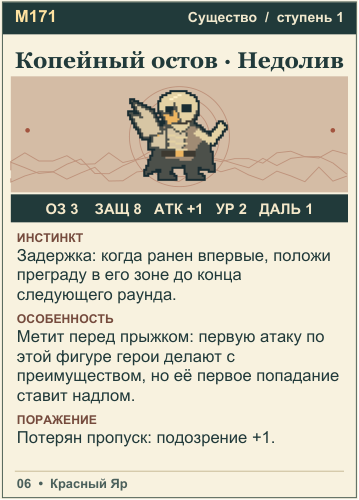 M171
Существо / ступень 1
Копейный остов · Недолив
ОЗ 3 ЗАЩ 8 АТК +1 УР 2 ДАЛЬ 1
ИНСТИНКТ
Задержка: когда ранен впервые, положи
преграду в его зоне до конца
следующего раунда.
ОСОБЕННОСТЬ
Метит перед прыжком: первую атаку по
этой фигуре герои делают с
преимуществом, но её первое попадание
ставит надлом.
ПОРАЖЕНИЕ
Потерян пропуск: подозрение +1.
06 • Красный Яр